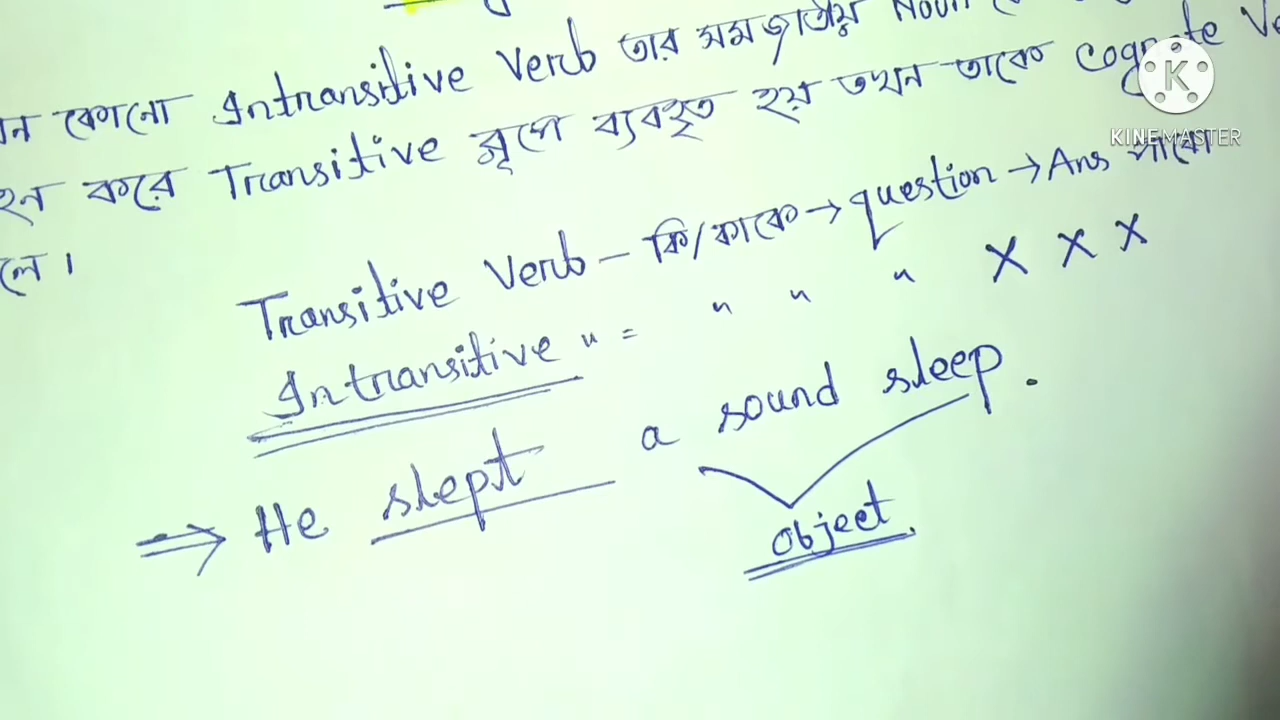 কোনো Intransitive Verb তার সমজাতীয় Noun
করে Transitive রূপে ব্যবহৃত হয় তখন তাকে Cognate
লে।
Transitive Verb - কি/কাকে → question → Ans পাবো
Intransitive " = " " " X X X
⇒ He slept a sound sleep.
Object
KINEMASTER